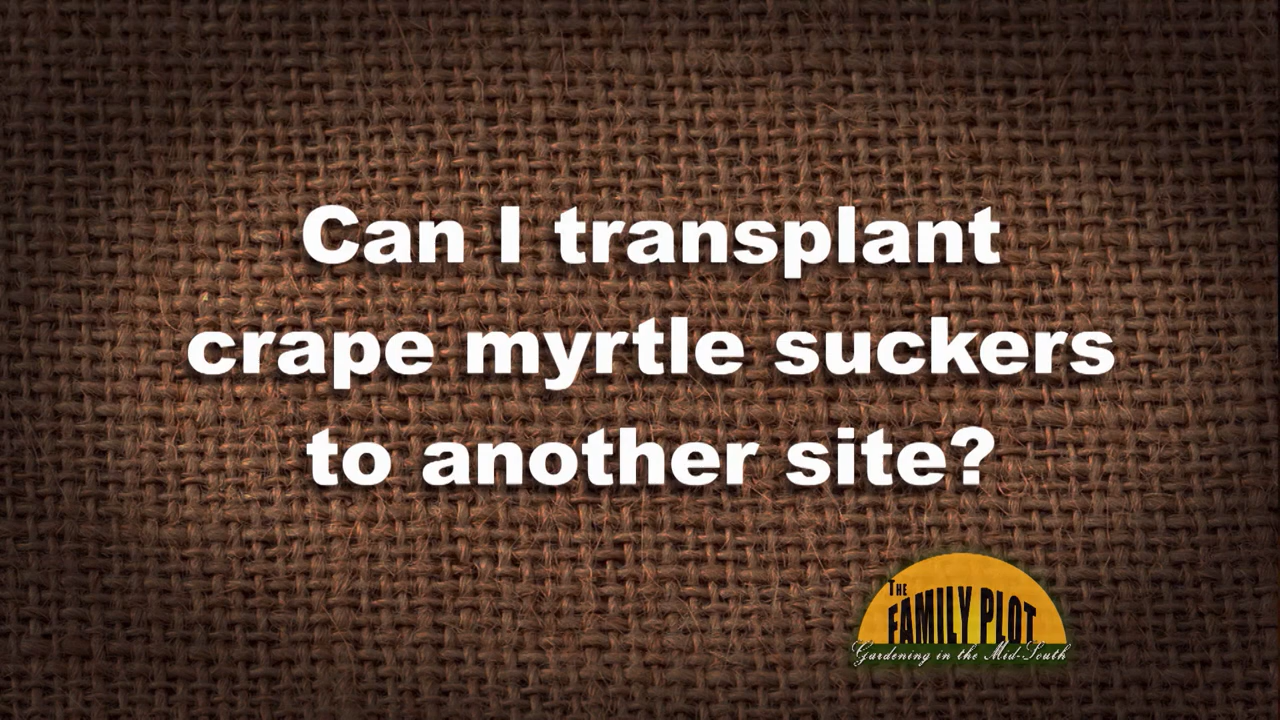 Can I transplant
crape myrtle suckers
to another site?
THE
FAMILY PLOT
Gardening in the Mid-South